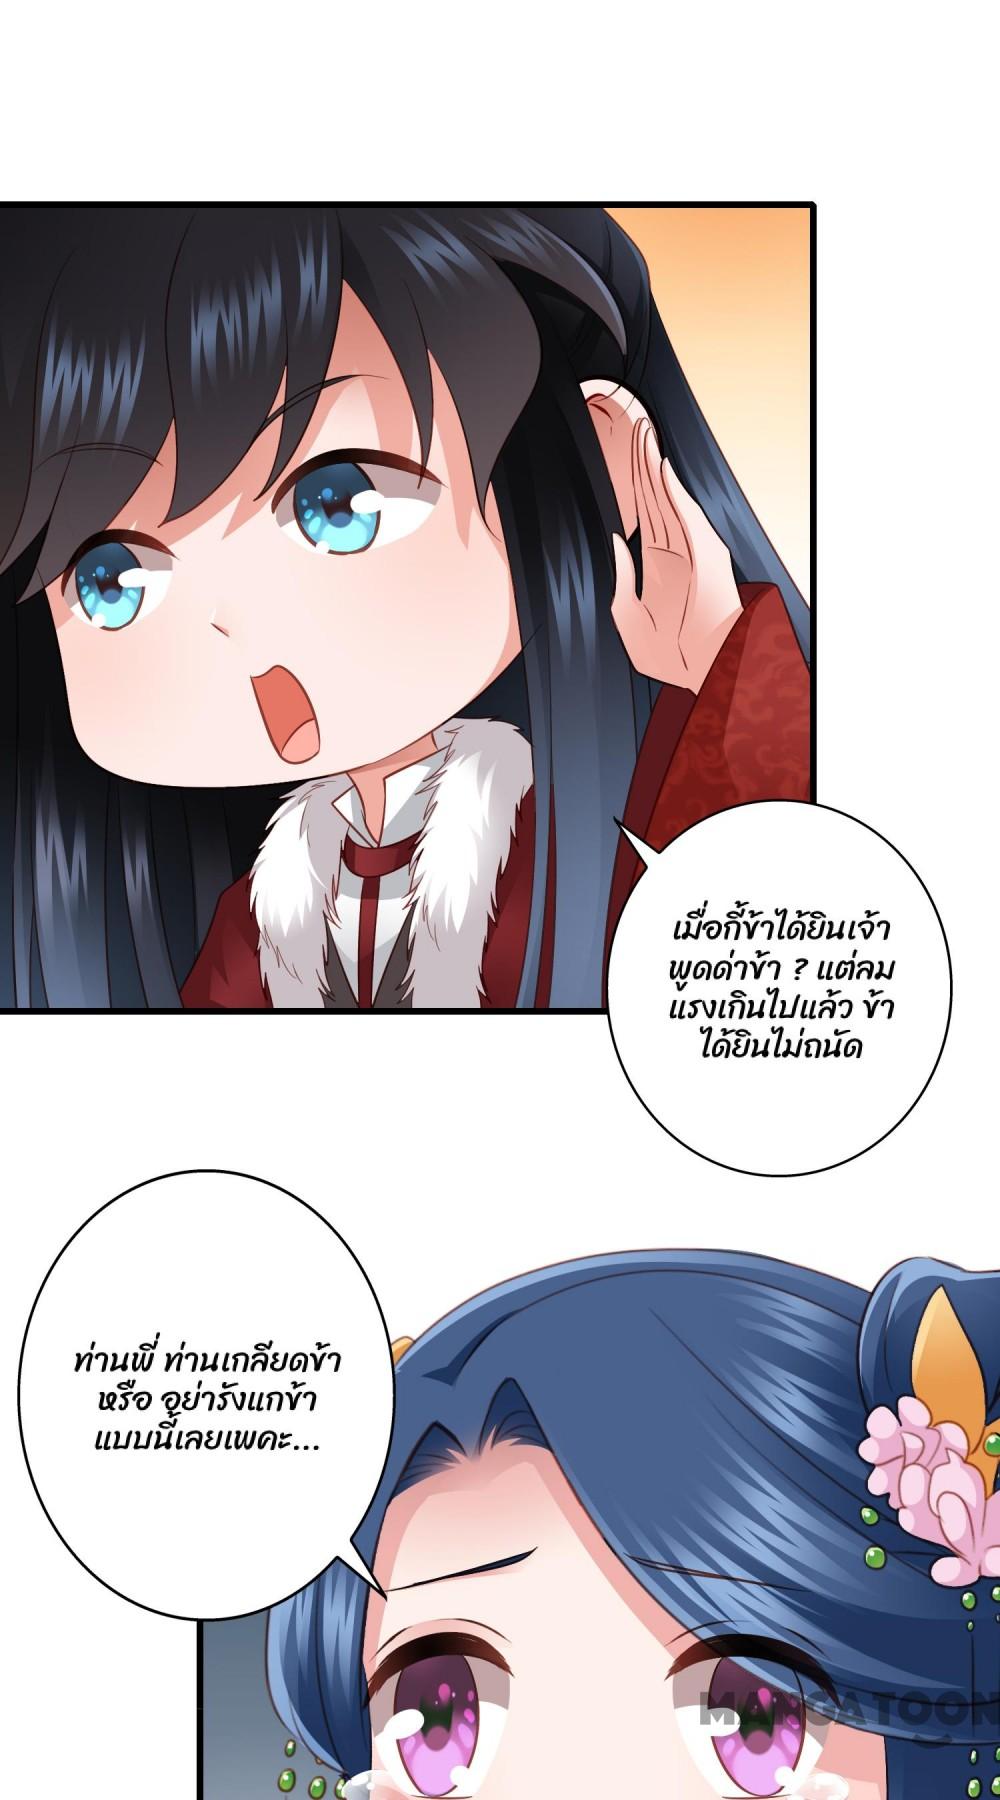 เมื่อกี้ข้าได้ยินเจ้า
พูดด่าข้า ? แต่ลม
แรงเกินไปแล้ว ข้า
ได้ยินไม่ถนัด
ท่านพี่ ท่านเกลียดข้า
หรือ อย่ารังแกข้า
แบบนี้เลยเพคะ...
MANGATOON